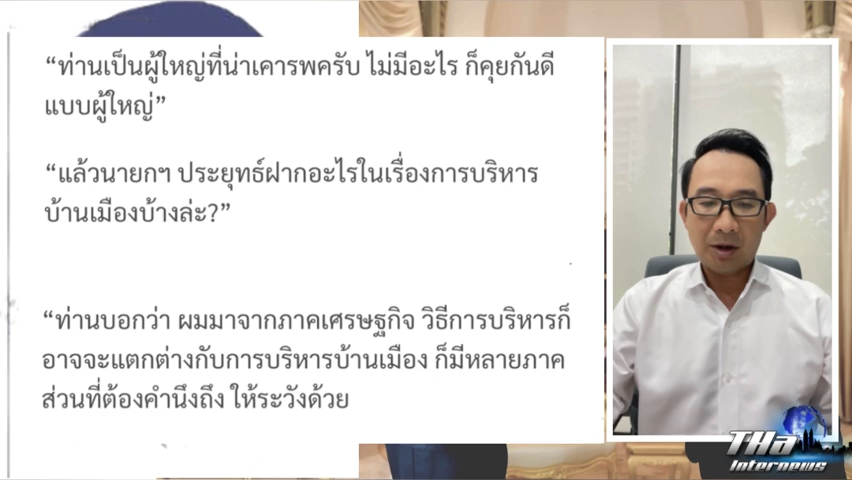 “ท่านเป็นผู้ใหญ่ที่น่าเคารพครับ ไม่มีอะไร ก็คุยกันดี
แบบผู้ใหญ่”
“แล้วนายกฯ ประยุทธ์ฝากอะไรในเรื่องการบริหาร
บ้านเมืองบ้างล่ะ?”
“ท่านบอกว่า ผมมาจากภาคเศรษฐกิจ วิธีการบริหารก็
อาจจะแตกต่างกับการบริหารบ้านเมือง ก็มีหลายภาค
ส่วนที่ต้องคำนึงถึง ให้ระวังด้วย
THa
Internews